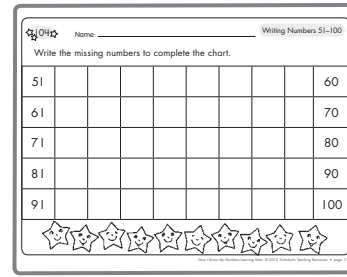 104 Name: Writing Numbers 51–100
Write the missing numbers to complete the chart.
51 60
61 70
71 80
81 90
91 100